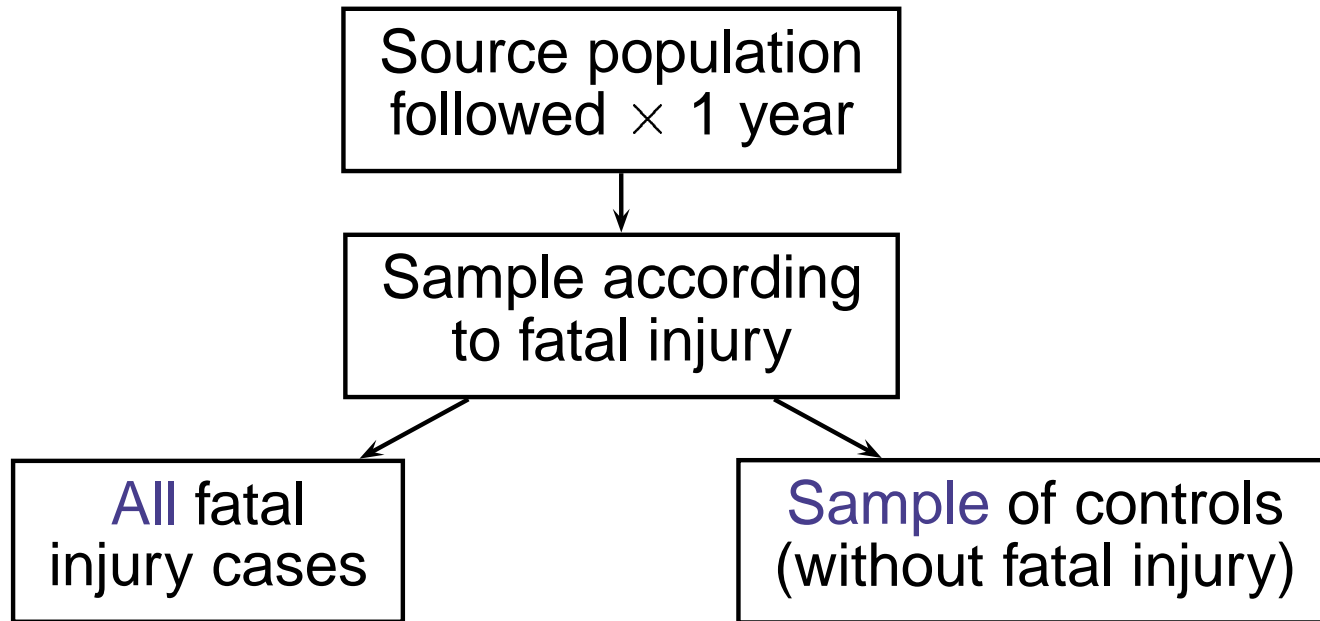 Source population
followed × 1 year
Sample according
to fatal injury
All fatal
injury cases
Sample of controls
(without fatal injury)